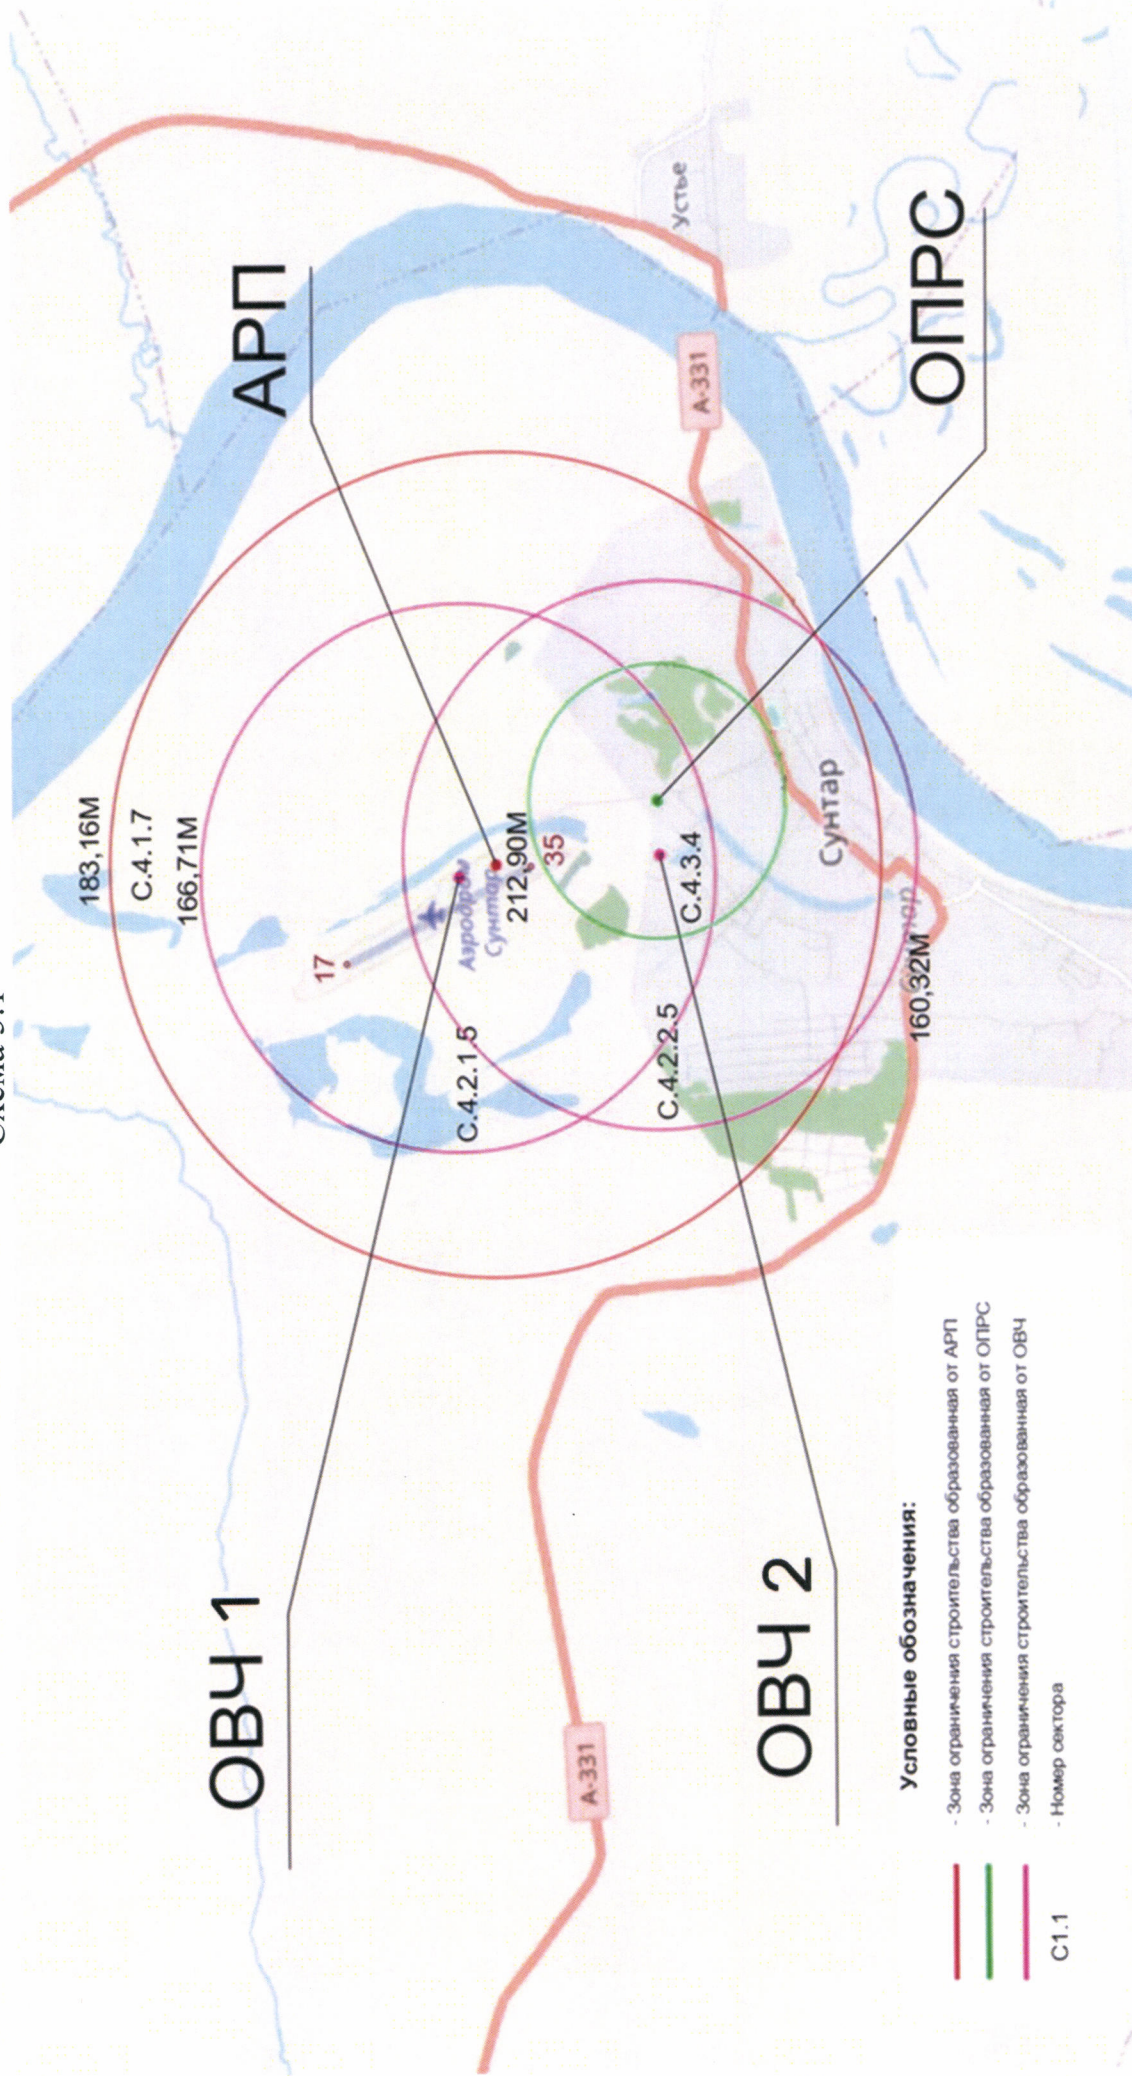 183,16М
С.4.1.7
166,71М
АРП
ОВЧ 1
17
Аэродром
Сунтар
212,90М
35
С.4.2.1.5
С.4.2.2.5
С.4.3.4
Устье
А-331
ОПРС
Сунтар
160,32М
А-331
ОВЧ 2
Условные обозначения:
- Зона ограничения строительства образованная от АРП
- Зона ограничения строительства образованная от ОПРС
- Зона ограничения строительства образованная от ОВЧ
С1.1 - Номер сектора